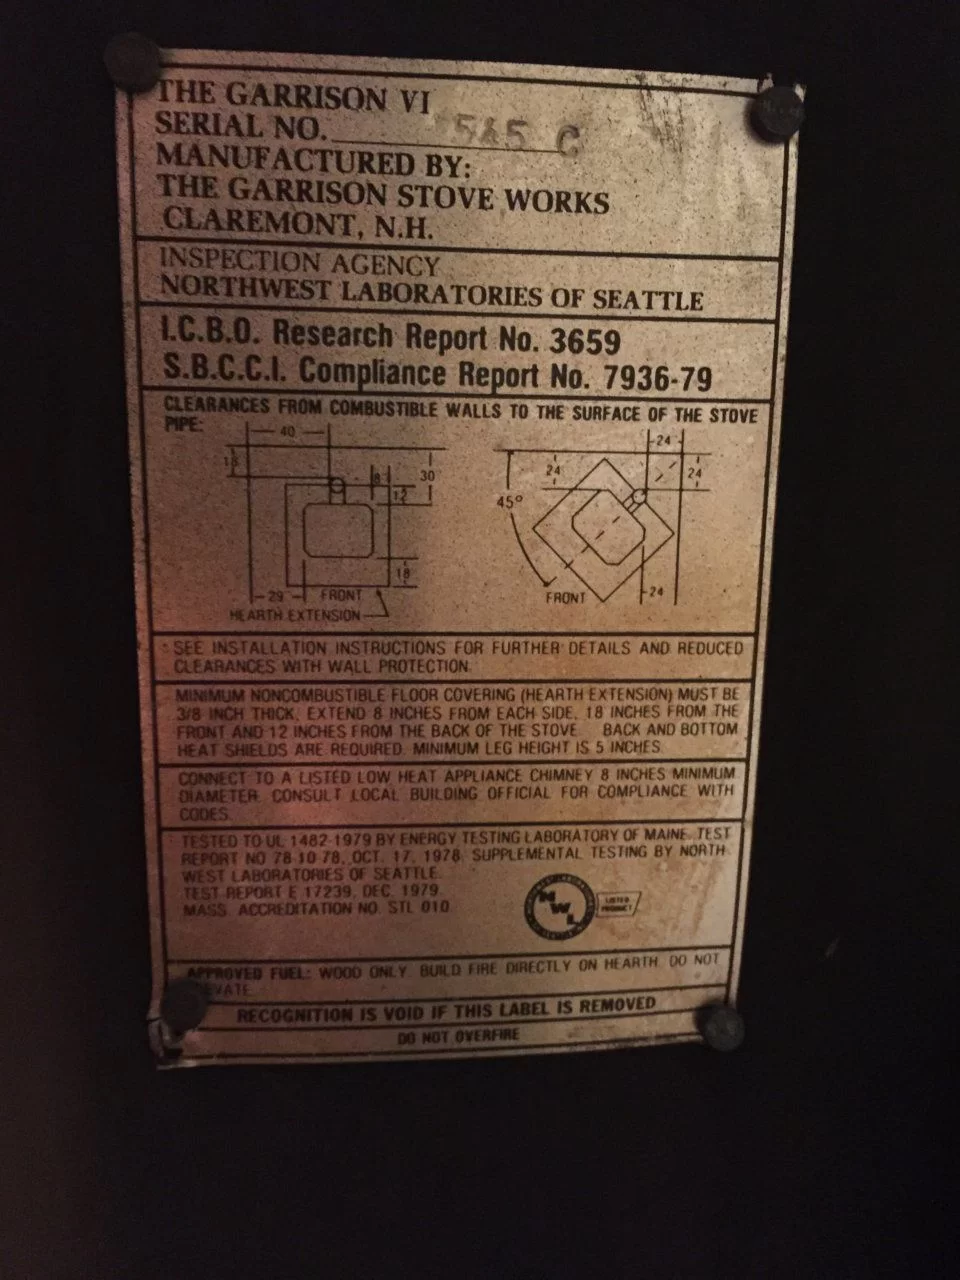 THE GARRISON VI
SERIAL NO. 545 C
MANUFACTURED BY:
THE GARRISON STOVE WORKS
CLAREMONT, N.H.
INSPECTION AGENCY
NORTHWEST LABORATORIES OF SEATTLE
I.C.B.O. Research Report No. 3659
S.B.C.C.I. Compliance Report No. 7936-79
CLEARANCES FROM COMBUSTIBLE WALLS TO THE SURFACE OF THE STOVE
PIPE:
40
24
18
8
30
24
24
12
45°
18
29
FRONT
FRONT
24
HEARTH EXTENSION
SEE INSTALLATION INSTRUCTIONS FOR FURTHER DETAILS AND REDUCED
CLEARANCES WITH WALL PROTECTION.
MINIMUM NONCOMBUSTIBLE FLOOR COVERING (HEARTH EXTENSION) MUST BE
3/8 INCH THICK, EXTEND 8 INCHES FROM EACH SIDE, 18 INCHES FROM THE
FRONT AND 12 INCHES FROM THE BACK OF THE STOVE. BACK AND BOTTOM
HEAT SHIELDS ARE REQUIRED. MINIMUM LEG HEIGHT IS 5 INCHES.
CONNECT TO A LISTED LOW HEAT APPLIANCE CHIMNEY 8 INCHES MINIMUM
DIAMETER. CONSULT LOCAL BUILDING OFFICIAL FOR COMPLIANCE WITH
CODES.
TESTED TO UL 1482-1979 BY ENERGY TESTING LABORATORY OF MAINE. TEST
REPORT NO 78-10-78, OCT. 17, 1978. SUPPLEMENTAL TESTING BY NORTH-
WEST LABORATORIES OF SEATTLE.
TEST REPORT E 17239, DEC. 1979.
MASS. ACCREDITATION NO. STL 010.
NWL
LISTED
PRODUCT
APPROVED FUEL: WOOD ONLY. BUILD FIRE DIRECTLY ON HEARTH. DO NOT
RECOGNITION IS VOID IF THIS LABEL IS REMOVED
DO NOT OVERFIRE